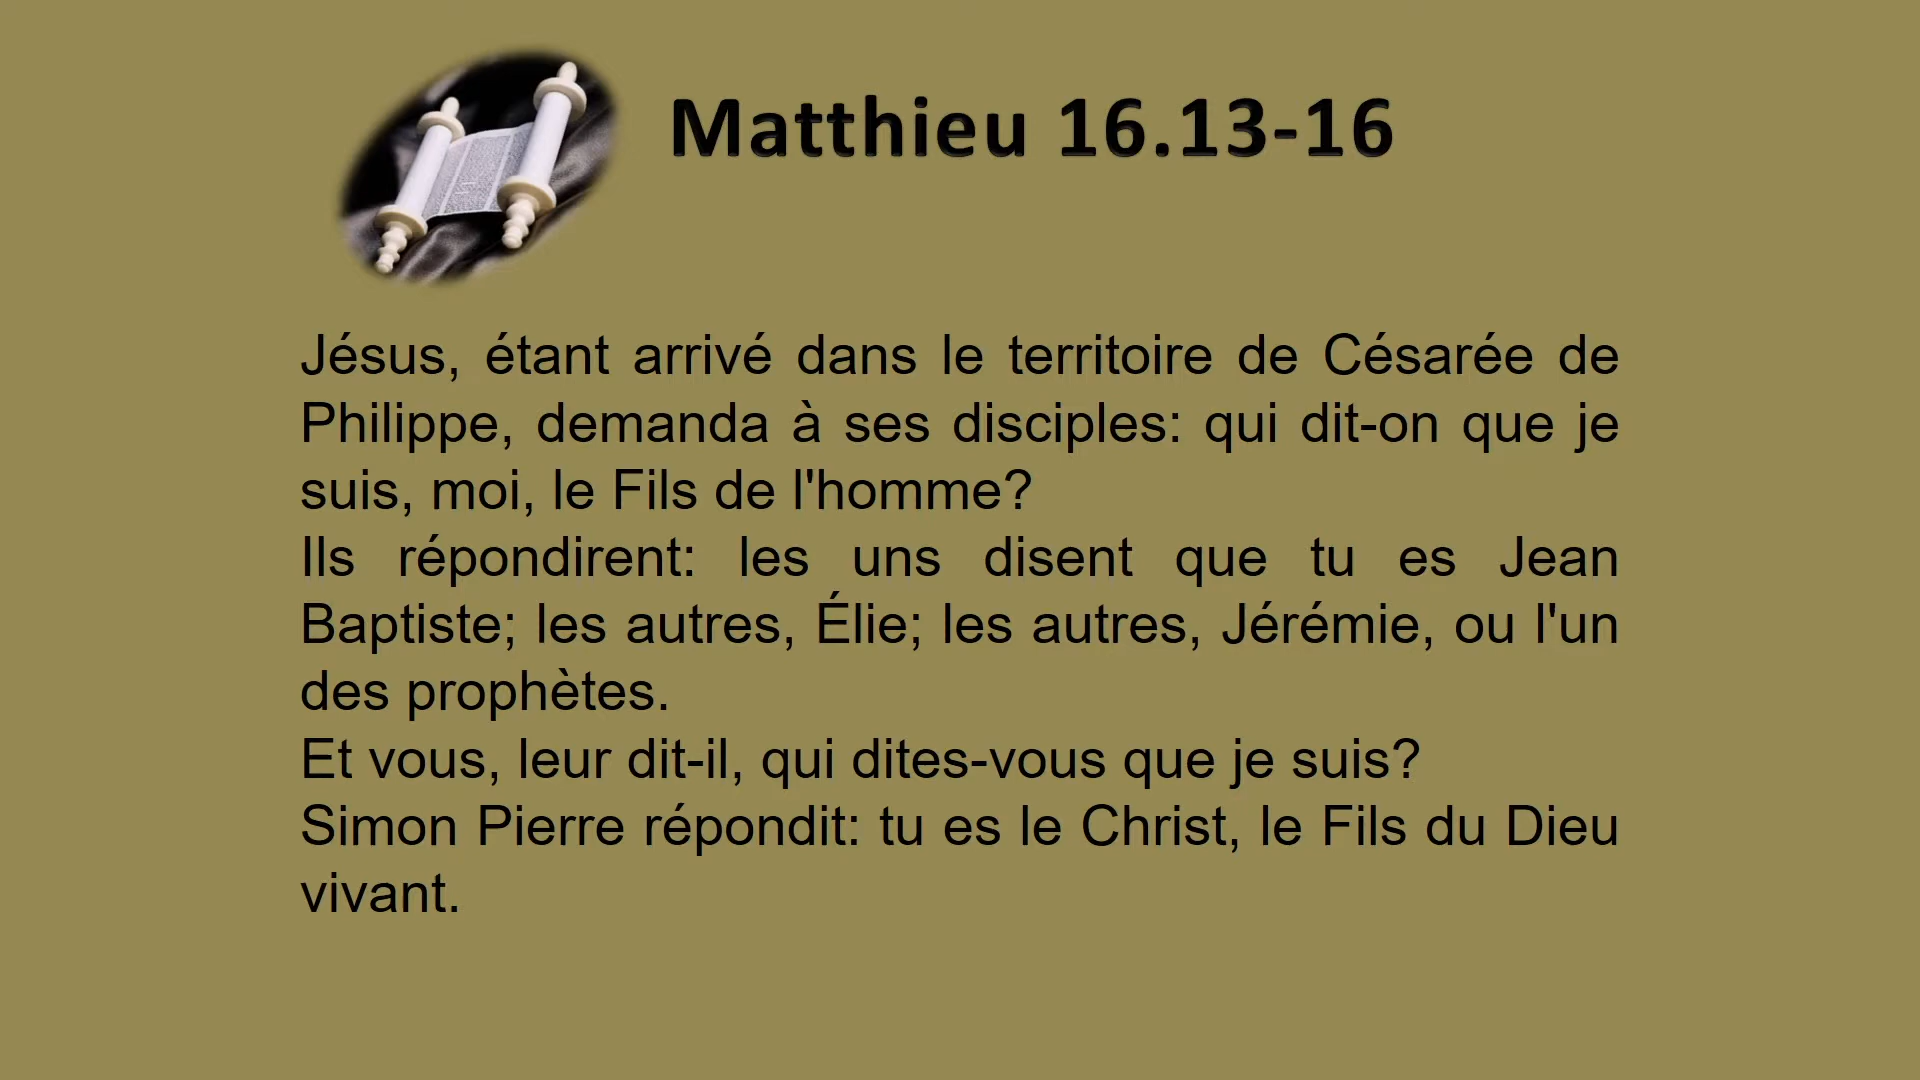 Matthieu 16.13-16
Jésus, étant arrivé dans le territoire de Césarée de
Philippe, demanda à ses disciples: qui dit-on que je
suis, moi, le Fils de l'homme?
Ils répondirent: les uns disent que tu es Jean
Baptiste; les autres, Élie; les autres, Jérémie, ou l'un
des prophètes.
Et vous, leur dit-il, qui dites-vous que je suis?
Simon Pierre répondit: tu es le Christ, le Fils du Dieu
vivant.